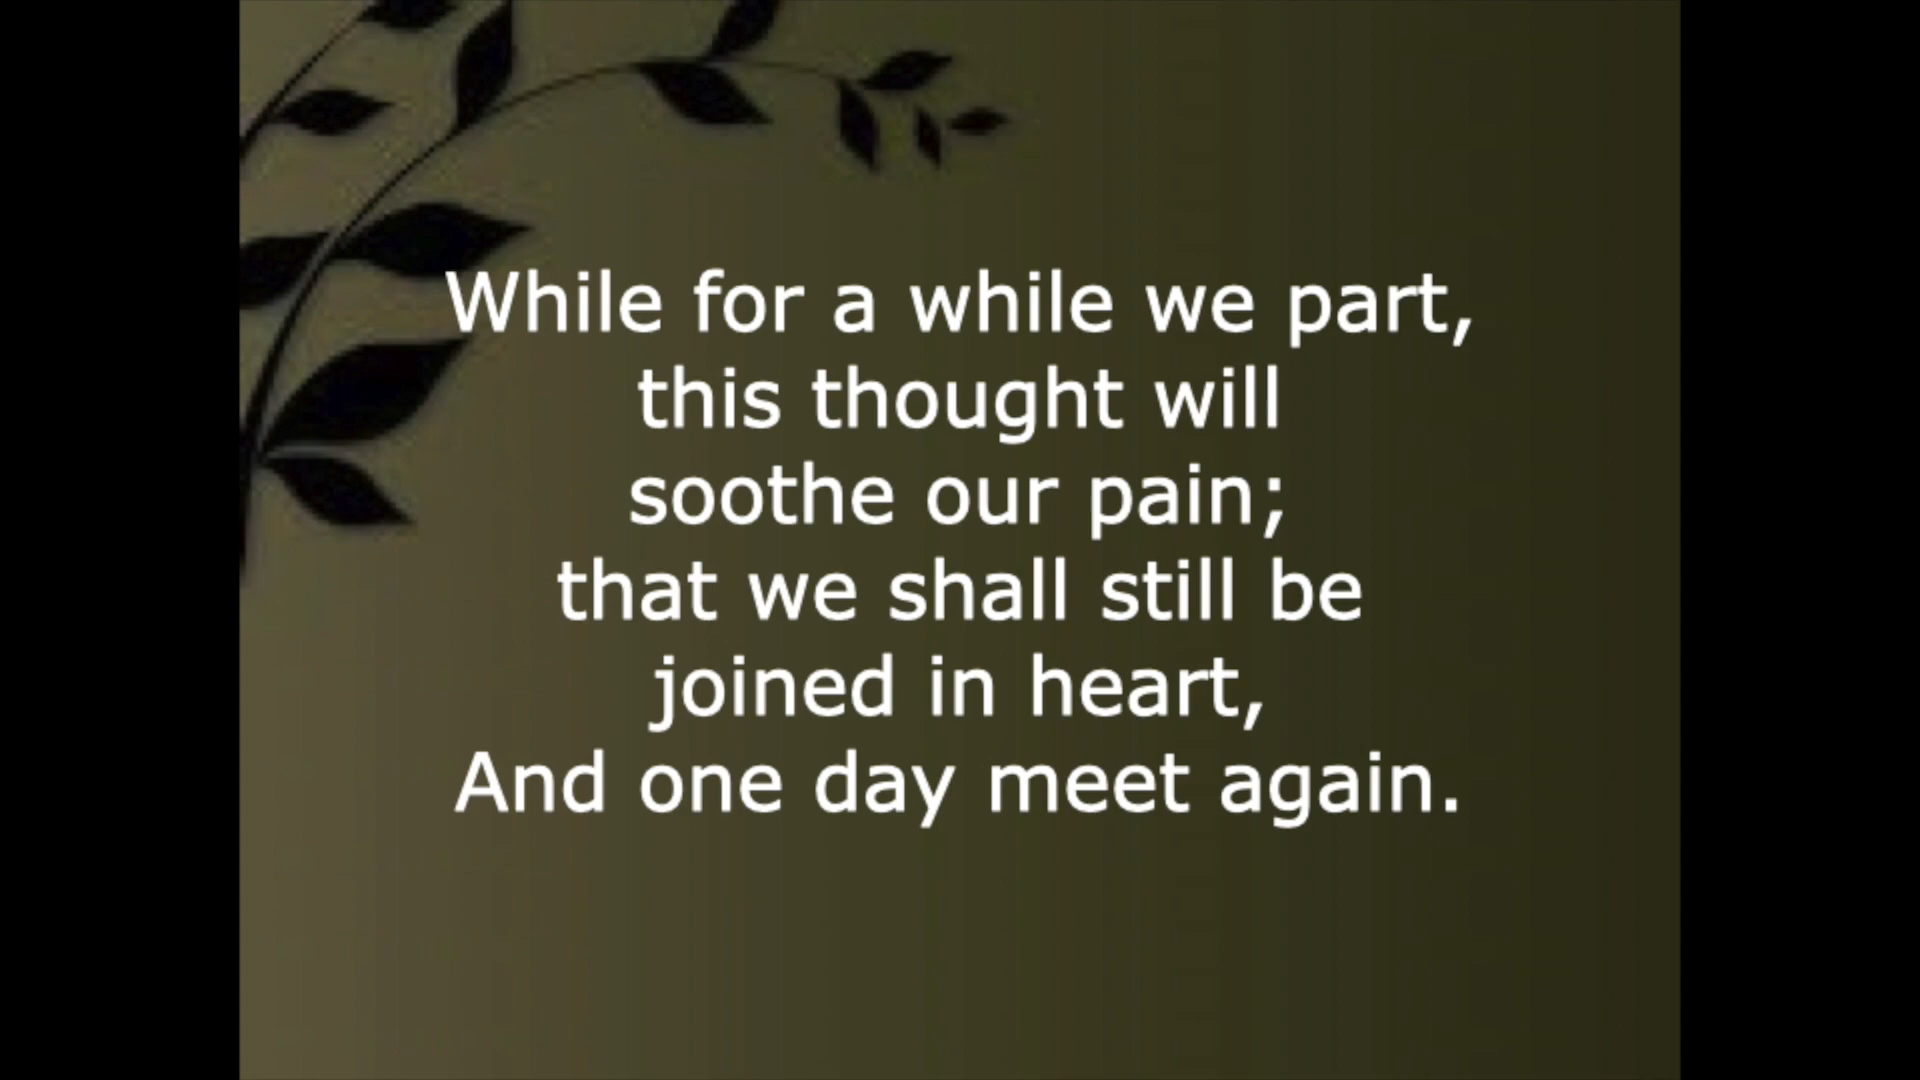 While for a while we part,
this thought will
soothe our pain;
that we shall still be
joined in heart,
And one day meet again.